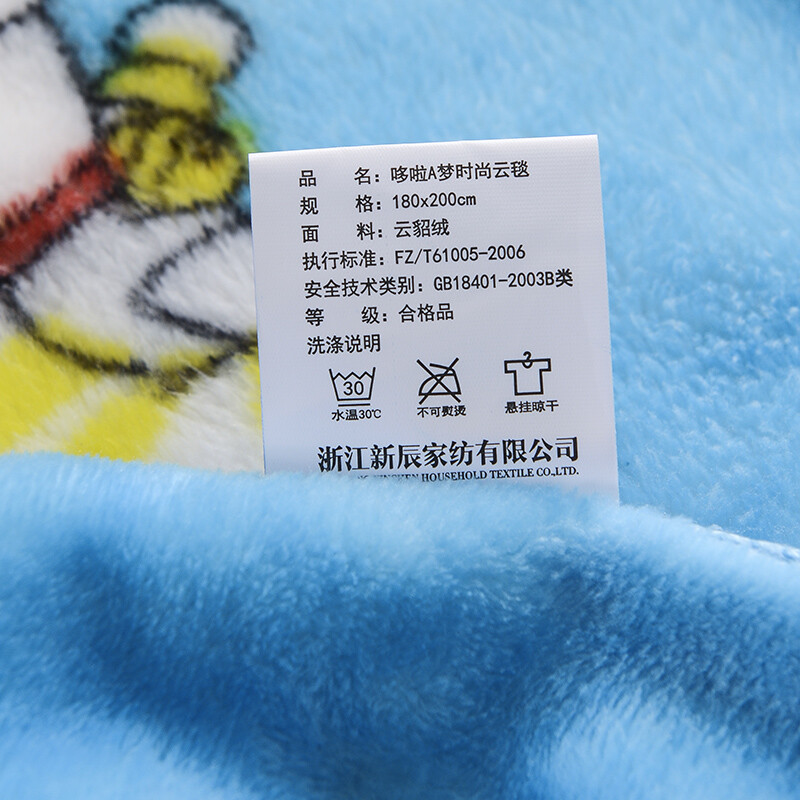 品 名：哆啦A梦时尚云毯
规 格：180x200cm
面 料：云貂绒
执行标准：FZ/T61005-2006
安全技术类别：GB18401-2003B类
等 级：合格品
洗涤说明
30
水温30℃ 不可熨烫 悬挂晾干
浙江新辰家纺有限公司
HOUSEHOLD TEXTILE CO.,LTD.